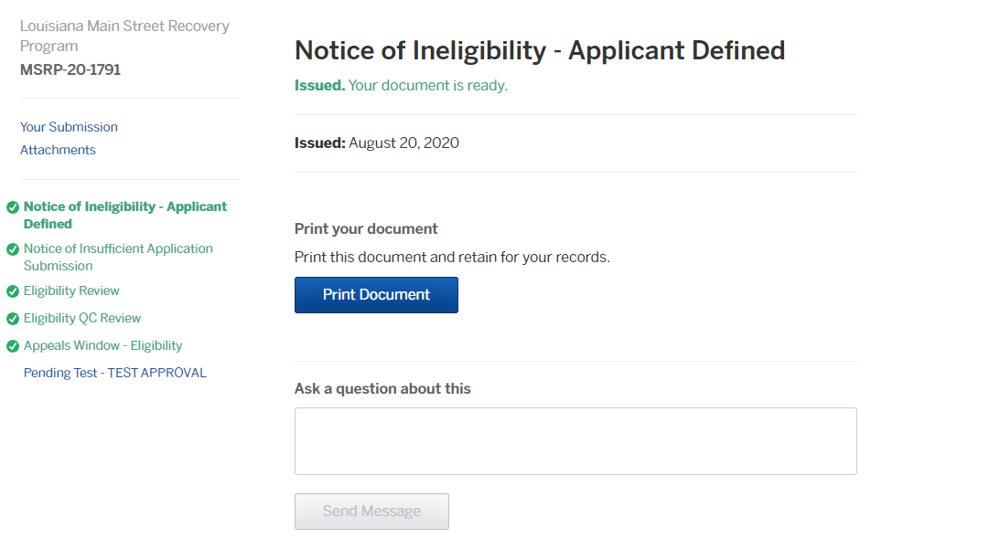 Louisiana Main Street Recovery
Program
MSRP-20-1791
Your Submission
Attachments
Notice of Ineligibility - Applicant
Defined
Notice of Insufficient Application
Submission
Eligibility Review
Eligibility QC Review
Appeals Window - Eligibility
Pending Test - TEST APPROVAL
Notice of Ineligibility - Applicant Defined
Issued. Your document is ready.
Issued: August 20, 2020
Print your document
Print this document and retain for your records.
Print Document
Ask a question about this
Send Message